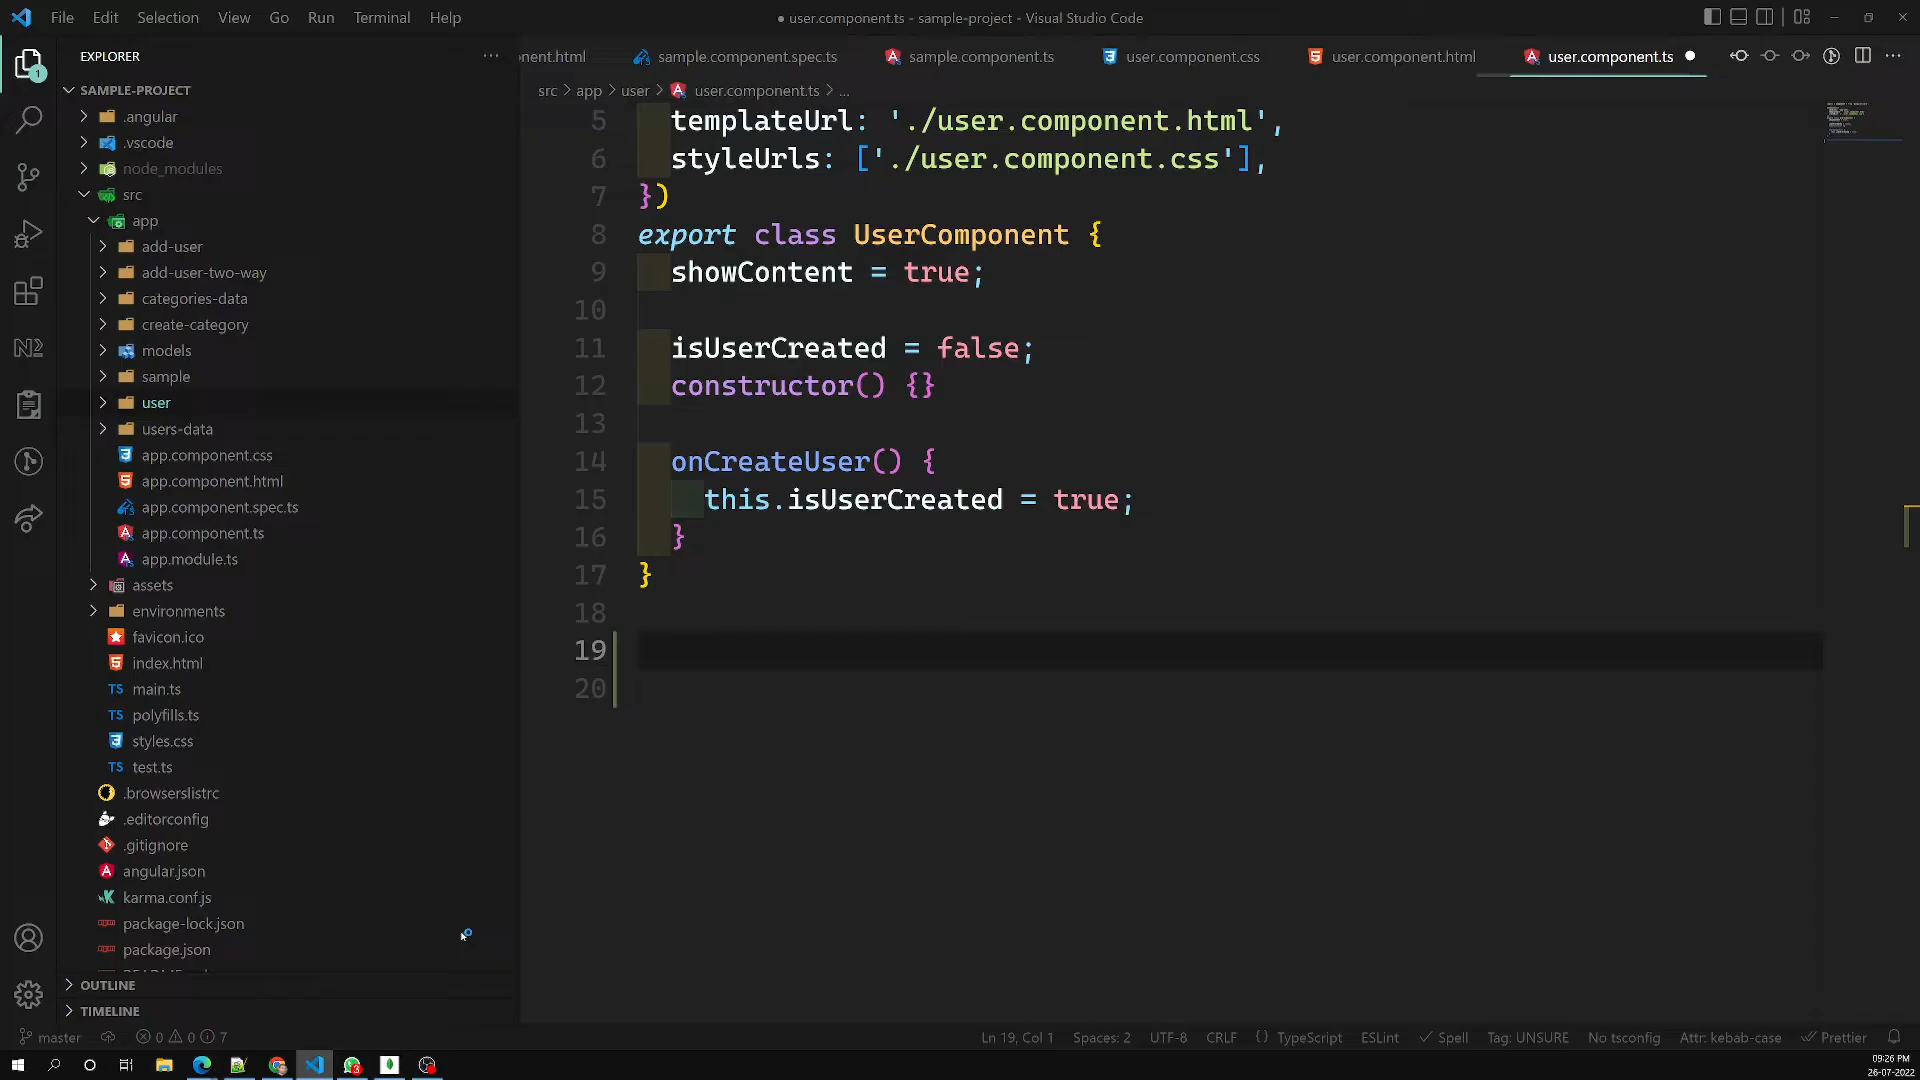 File Edit Selection View Go Run Terminal Help
● user.component.ts - sample-project - Visual Studio Code
EXPLORER
SAMPLE-PROJECT
.angular
.vscode
node_modules
src
app
add-user
add-user-two-way
categories-data
create-category
models
sample
user
users-data
app.component.css
app.component.html
app.component.spec.ts
app.component.ts
app.module.ts
assets
environments
favicon.ico
index.html
main.ts
polyfills.ts
styles.css
test.ts
.browserslistrc
.editorconfig
.gitignore
angular.json
karma.conf.js
package-lock.json
package.json
OUTLINE
TIMELINE
onent.html sample.component.spec.ts sample.component.ts user.component.css user.component.html user.component.ts
src > app > user > user.component.ts > ...
5 templateUrl: './user.component.html',
6 styleUrls: ['./user.component.css'],
7 })
8 export class UserComponent {
9 showContent = true;
10
11 isUserCreated = false;
12 constructor() {}
13
14 onCreateUser() {
15 this.isUserCreated = true;
16 }
17 }
18
19
20
master 0 0 7
Ln 19, Col 1 Spaces: 2 UTF-8 CRLF {} TypeScript ESLint Spell Tag: UNSURE No tsconfig Attr: kebab-case Prettier
09:26 PM
26-07-2022